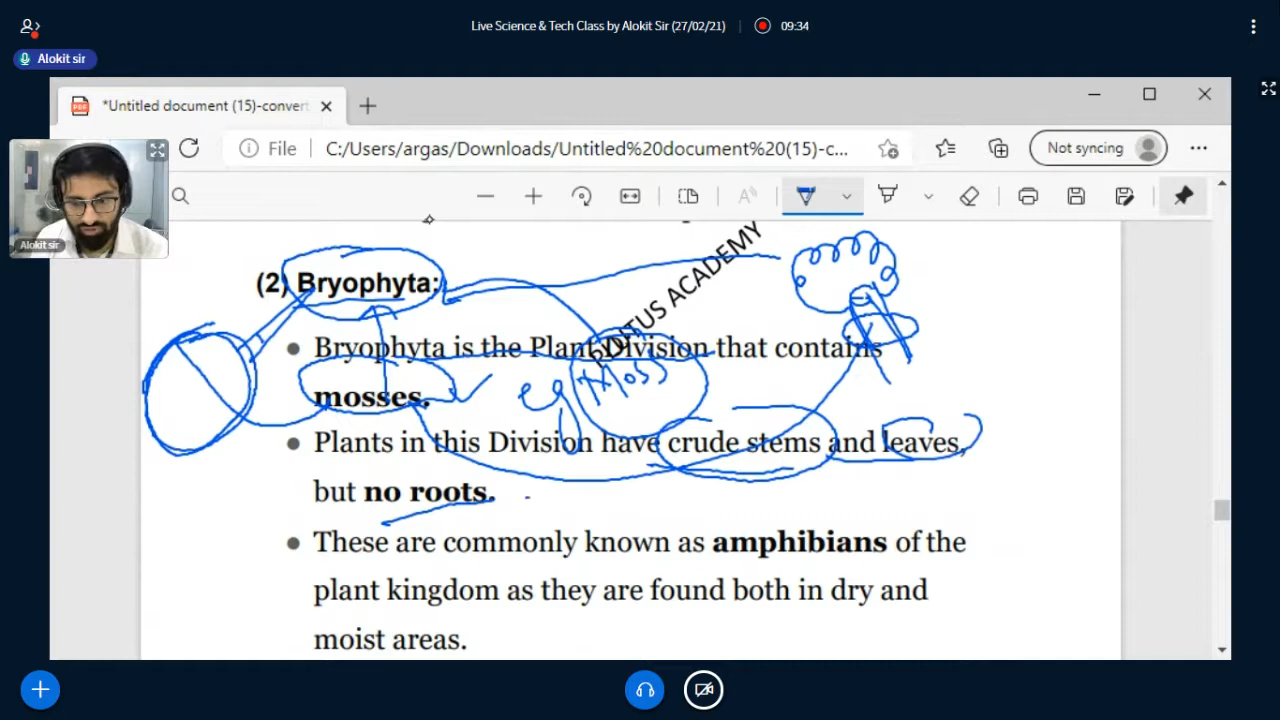 Live Science & Tech Class by Alokit Sir (27/02/21)
09:34
Alokit sir
*Untitled document (15)-convert
File
C:/Users/argas/Downloads/Untitled%20document%20(15)-c...
Not syncing
Alokit sir
(2) Bryophyta:
PLUTUS ACADEMY
Bryophyta is the Plant Division that contains
mosses.
eg Moss
Plants in this Division have crude stems and leaves,
but no roots.
These are commonly known as amphibians of the
plant kingdom as they are found both in dry and
moist areas.